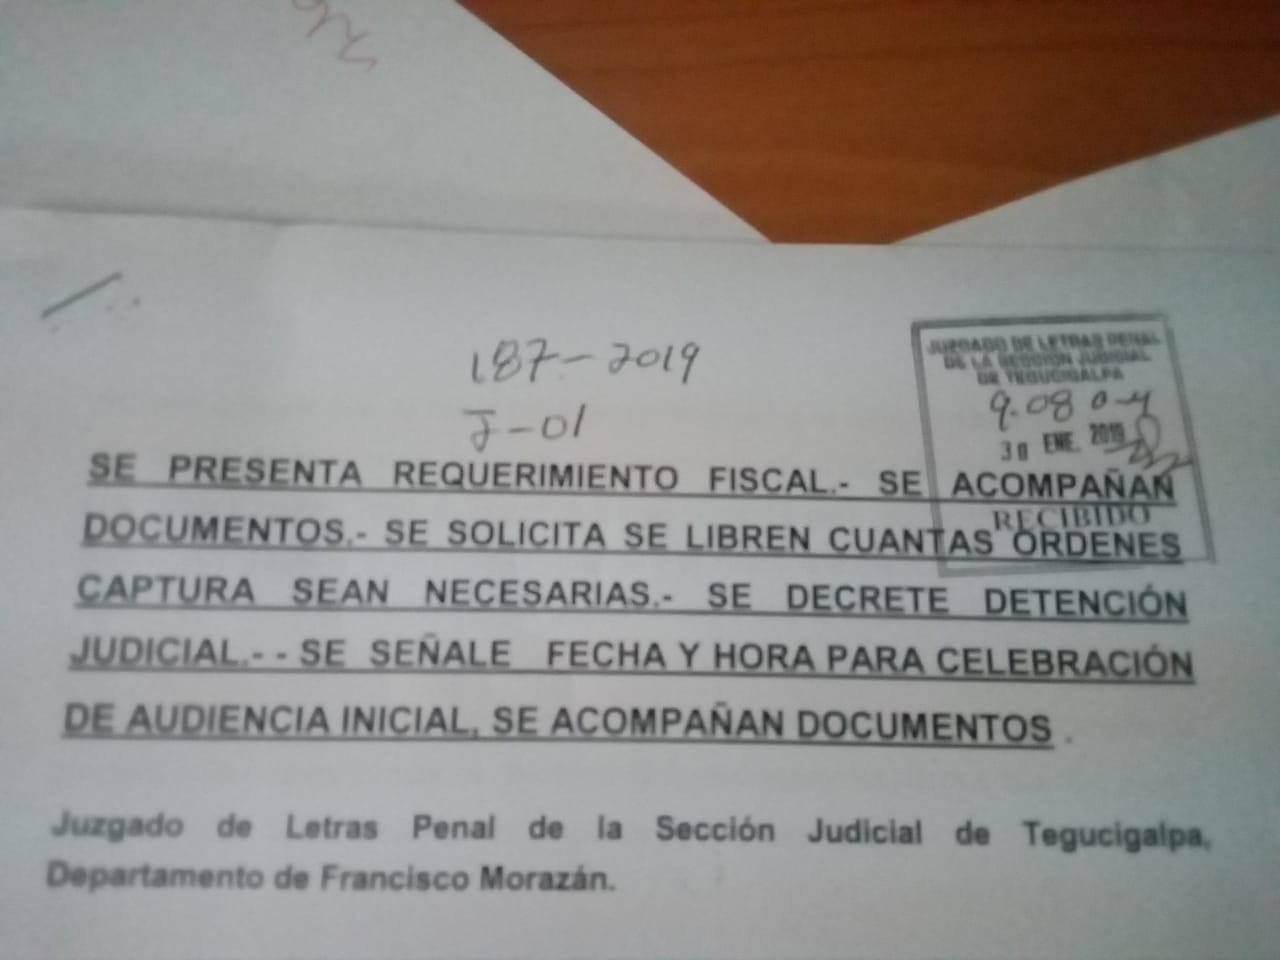 187-2019
J-01
JUZGADO DE LETRAS PENAL
DE LA SECCION JUDICIAL
DE TEGUCIGALPA
9:08
30 ENE. 2019
RECIBIDO
SE PRESENTA REQUERIMIENTO FISCAL.- SE ACOMPAÑAN
DOCUMENTOS.- SE SOLICITA SE LIBREN CUANTAS ÓRDENES
CAPTURA SEAN NECESARIAS.- SE DECRETE DETENCIÓN
JUDICIAL.- - SE SEÑALE FECHA Y HORA PARA CELEBRACIÓN
DE AUDIENCIA INICIAL, SE ACOMPAÑAN DOCUMENTOS .
Juzgado de Letras Penal de la Sección Judicial de Tegucigalpa,
Departamento de Francisco Morazán.